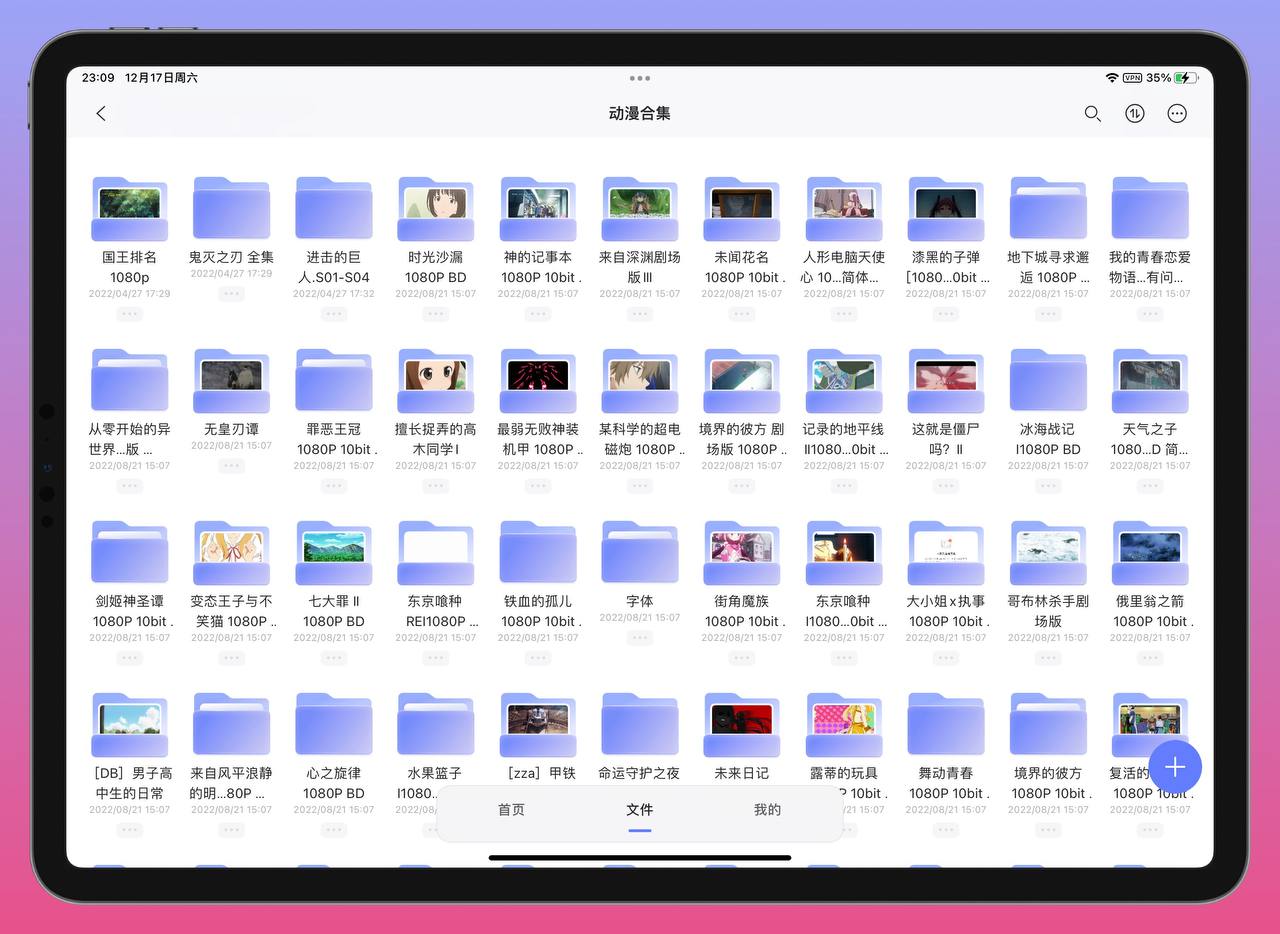 23:09 12月17日周六
VPN 35%
动漫合集
国王排名
1080p
2022/04/27 17:29
鬼灭之刃 全集
2022/04/27 17:29
进击的巨
人.S01-S04
2022/04/27 17:32
时光沙漏
1080P BD
2022/08/21 15:07
神的记事本
1080P 10bit .
2022/08/21 15:07
来自深渊剧场
版Ⅲ
2022/08/21 15:07
未闻花名
1080P 10bit .
2022/08/21 15:07
人形电脑天使
心 10...简体...
2022/08/21 15:07
漆黑的子弹
[1080...0bit ...
2022/08/21 15:07
地下城寻求邂
逅 1080P ...
2022/08/21 15:07
我的青春恋爱
物语...有问...
2022/08/21 15:07
从零开始的异
世界...版 ...
2022/08/21 15:07
无皇刃谭
2022/08/21 15:07
罪恶王冠
1080P 10bit .
2022/08/21 15:07
擅长捉弄的高
木同学Ⅰ
2022/08/21 15:07
最弱无败神装
机甲 1080P ..
2022/08/21 15:07
某科学的超电
磁炮 1080P ..
2022/08/21 15:07
境界的彼方 剧
场版 1080P ..
2022/08/21 15:07
记录的地平线
Ⅱ1080...0bit ...
2022/08/21 15:07
这就是僵尸
吗？Ⅱ
2022/08/21 15:07
冰海战记
Ⅰ1080P BD
2022/08/21 15:07
天气之子
1080...D 简...
2022/08/21 15:07
剑姬神圣谭
1080P 10bit .
2022/08/21 15:07
变态王子与不
笑猫 1080P ..
2022/08/21 15:07
七大罪 Ⅱ
1080P BD
2022/08/21 15:07
东京喰种
REI1080P ...
2022/08/21 15:07
铁血的孤儿
1080P 10bit .
2022/08/21 15:07
字体
2022/08/21 15:07
街角魔族
1080P 10bit .
2022/08/21 15:07
东京喰种
Ⅰ1080...0bit ...
2022/08/21 15:07
大小姐x执事
1080P 10bit .
2022/08/21 15:07
哥布林杀手剧
场版
2022/08/21 15:07
俄里翁之箭
1080P 10bit .
2022/08/21 15:07
［DB］男子高
中生的日常
2022/08/21 15:07
来自风平浪静
的明...80P ...
2022/08/21 15:07
心之旋律
1080P BD
2022/08/21 15:07
水果篮子
Ⅰ1080...
2022/08
［zza］甲铁
命运守护之夜
未来日记
露蒂的玩具
P 10bit .
15:07
舞动青春
1080P 10bit .
2022/08/21 15:07
境界的彼方
1080P 10bit .
2022/08/21 15:07
复活的
1080P 10bit .
2022/08/21 15:07
首页
文件
我的